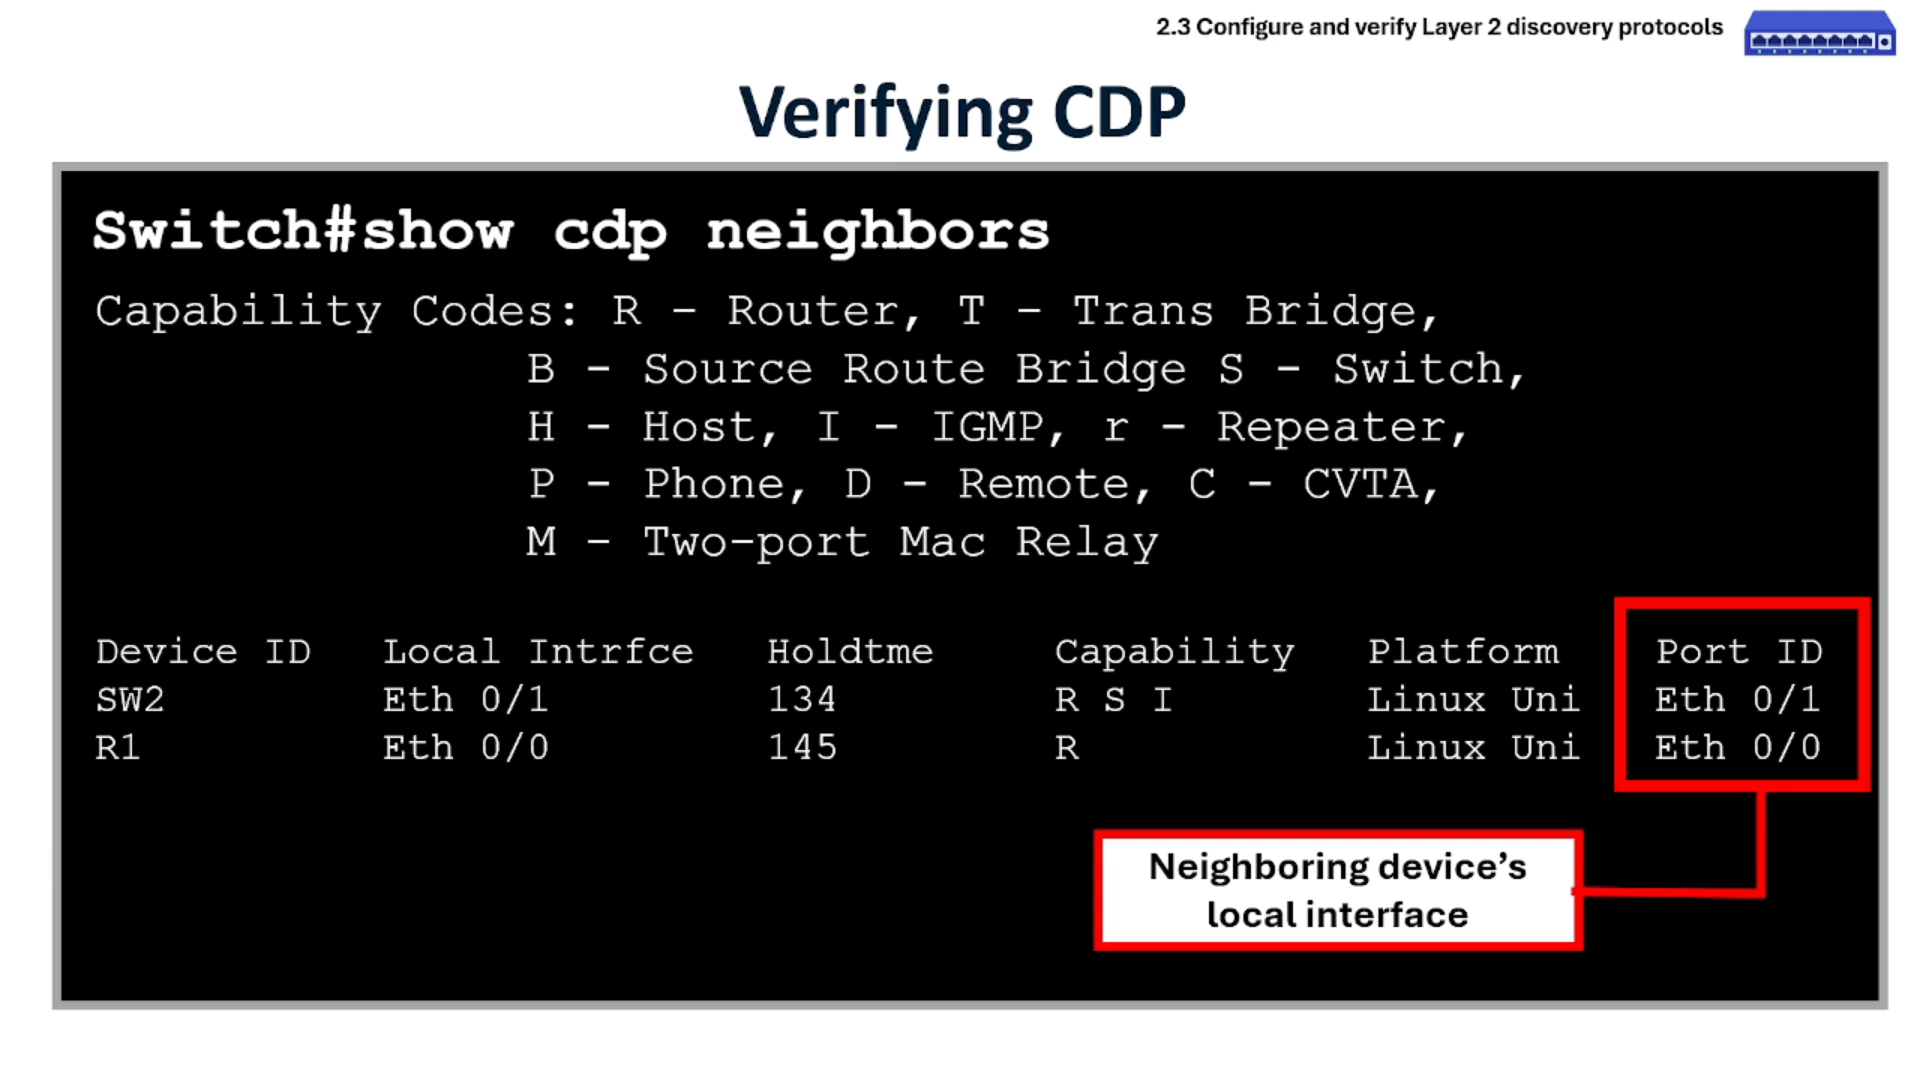 2.3 Configure and verify Layer 2 discovery protocols
Verifying CDP
Switch#show cdp neighbors
Capability Codes: R - Router, T - Trans Bridge,
B - Source Route Bridge S - Switch,
H - Host, I - IGMP, r - Repeater,
P - Phone, D - Remote, C - CVTA,
M - Two-port Mac Relay
Device ID Local Intrfce Holdtme Capability Platform Port ID
SW2 Eth 0/1 134 R S I Linux Uni Eth 0/1
R1 Eth 0/0 145 R Linux Uni Eth 0/0
Neighboring device’s
local interface